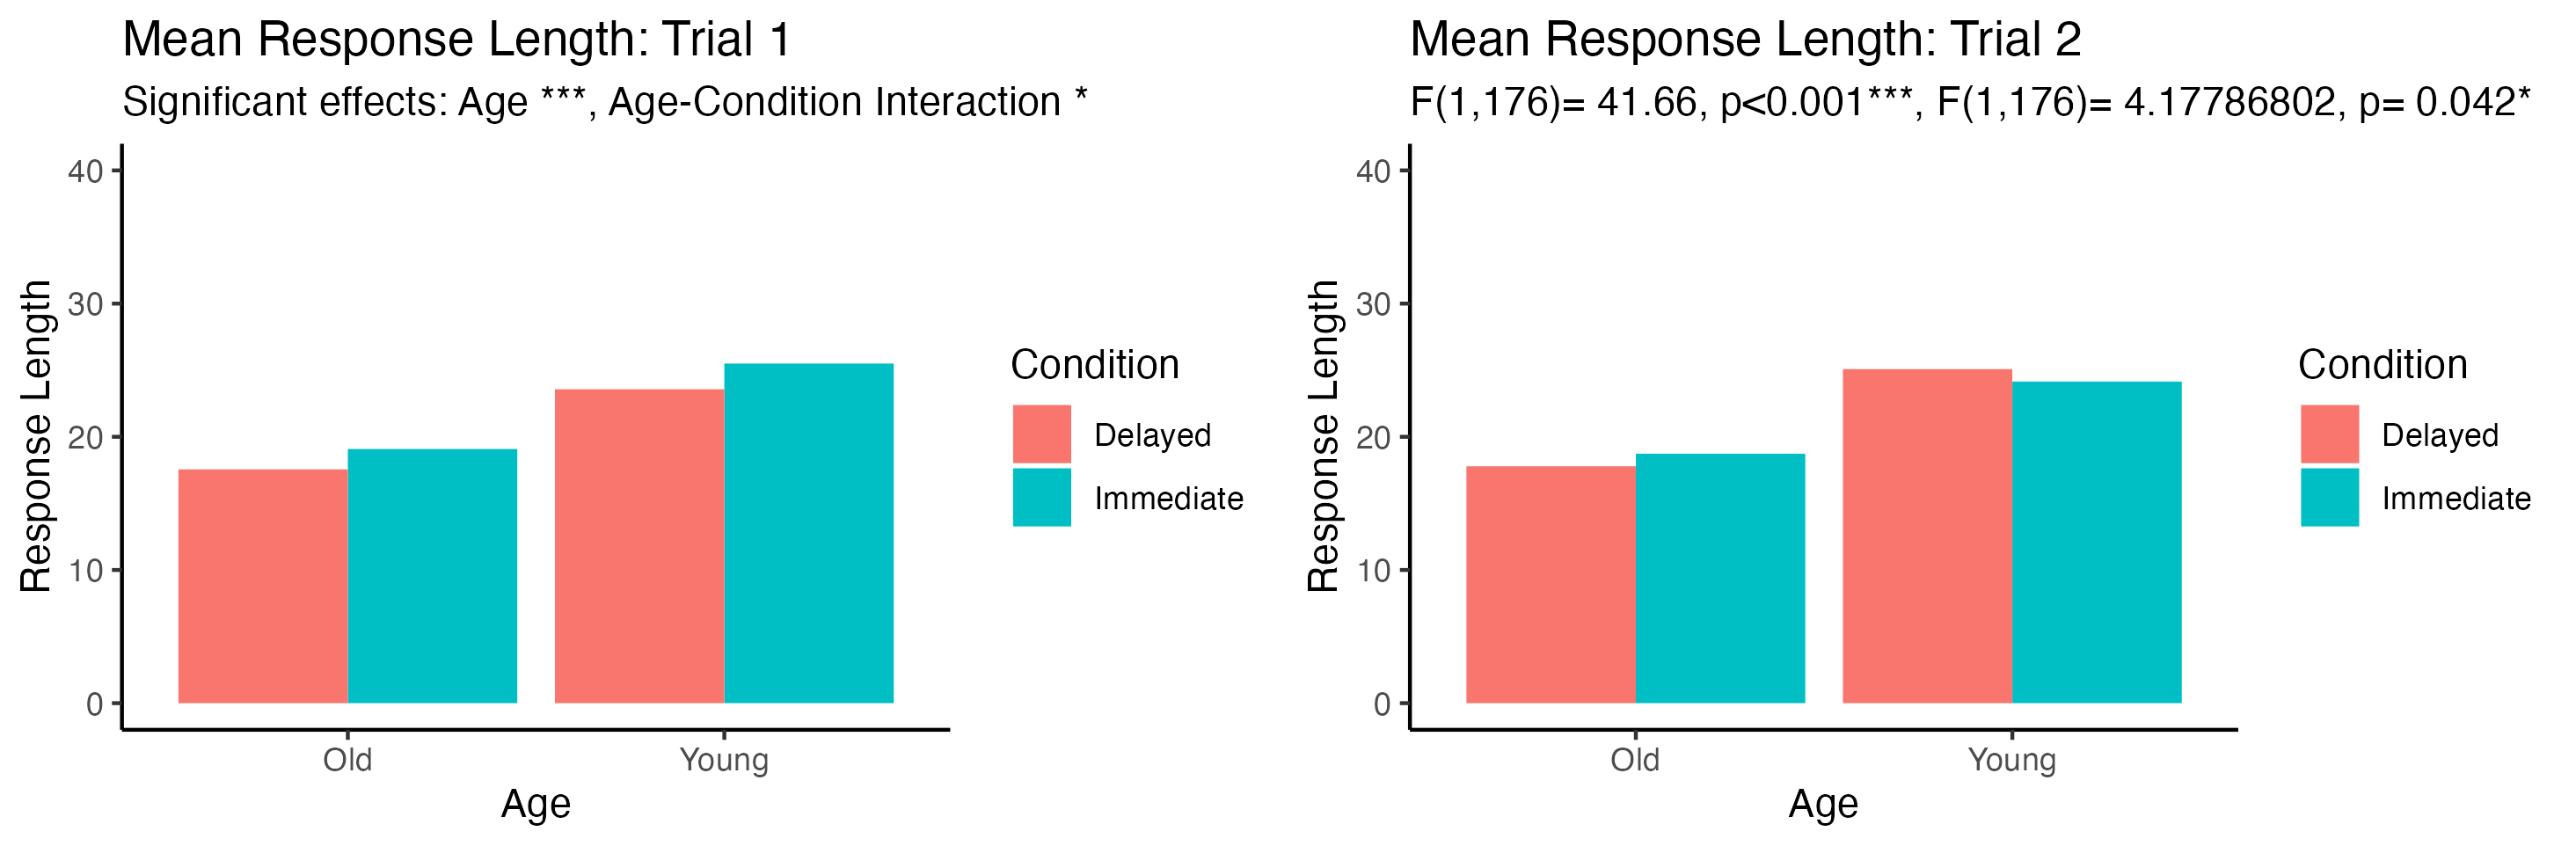 Mean Response Length: Trial 1
Significant effects: Age ***, Age-Condition Interaction *
40
30
20
10
0
Response Length
Old
Young
Age
Condition
Delayed
Immediate
Mean Response Length: Trial 2
F(1,176)= 41.66, p<0.001***, F(1,176)= 4.17786802, p= 0.042*
40
30
20
10
0
Response Length
Old
Young
Age
Condition
Delayed
Immediate